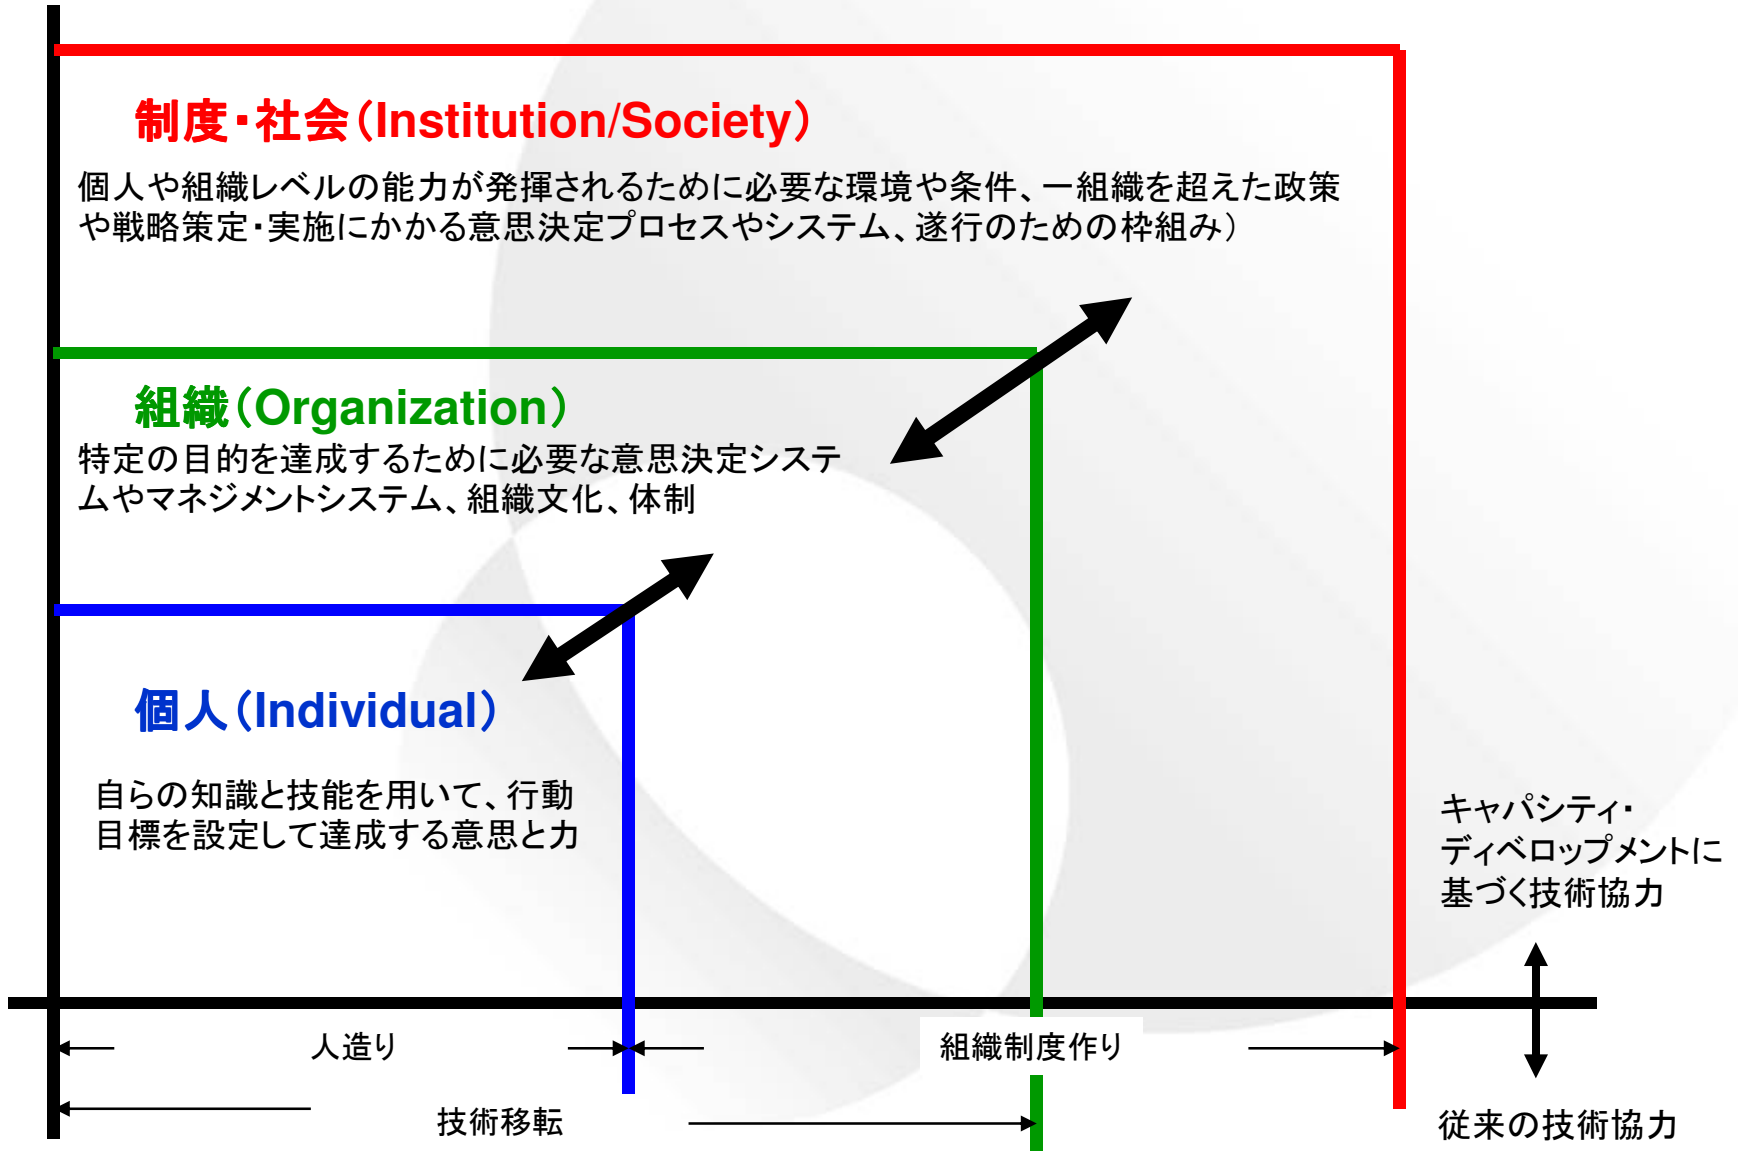 制度・社会（Institution/Society）
個人や組織レベルの能力が発揮されるために必要な環境や条件、一組織を超えた政策
や戦略策定・実施にかかる意思決定プロセスやシステム、遂行のための枠組み）
組織（Organization）
特定の目的を達成するために必要な意思決定システ
ムやマネジメントシステム、組織文化、体制
個人（Individual）
自らの知識と技能を用いて、行動
目標を設定して達成する意思と力
キャパシティ・
ディベロップメントに
基づく技術協力
人造り
組織制度作り
技術移転
従来の技術協力